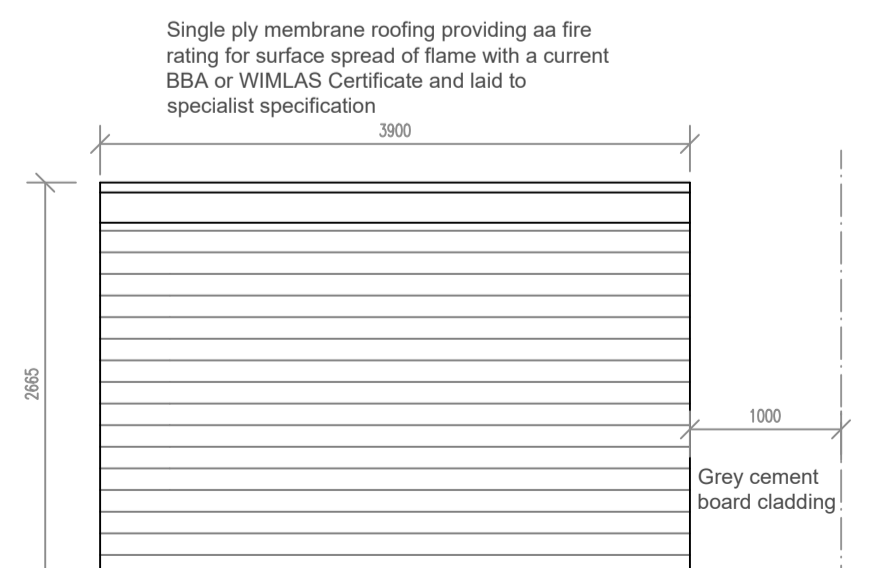 Single ply membrane roofing providing aa fire
rating for surface spread of flame with a current
BBA or WIMLAS Certificate and laid to
specialist specification
3900
2665
1000
Grey cement
board cladding